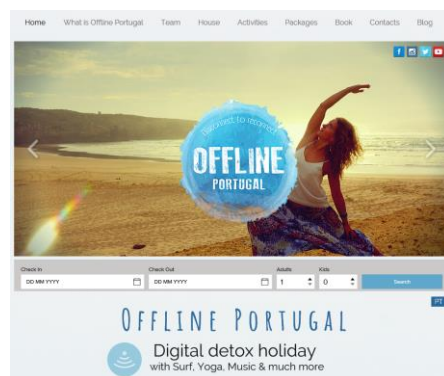 Home What is Offline Portugal Team House Activities Packages Book Contacts Blog
Disconnect to reconnect
OFFLINE
PORTUGAL
Check In Check Out Adults Kids
DD MM YYYY DD MM YYYY 1 0 Search
PT
OFFLINE PORTUGAL
Digital detox holiday
with Surf, Yoga, Music & much more